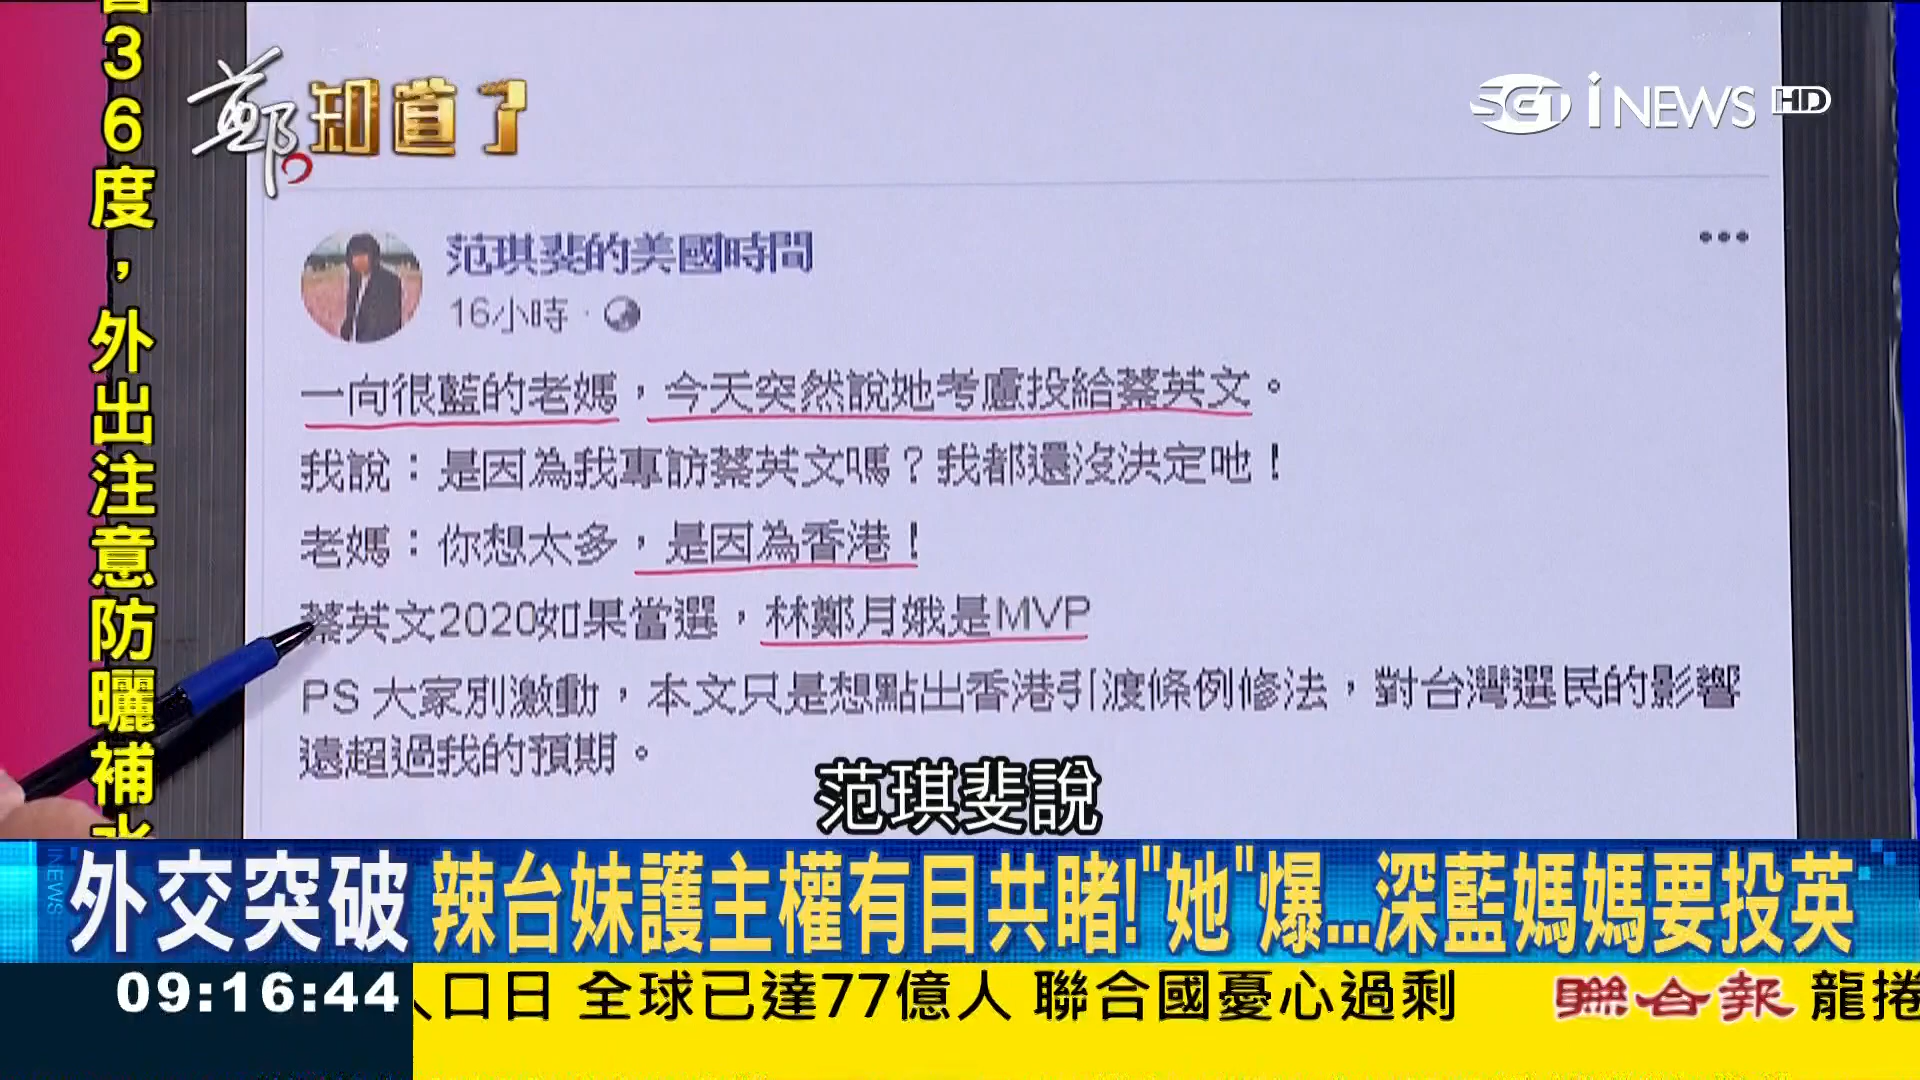 36度，外出注意防曬補水
鄭知道了
SET iNEWS HD
范琪斐的美國時間
16小時
一向很藍的老媽，今天突然說她考慮投給蔡英文。
我說：是因為我專訪蔡英文嗎？我都還沒決定吔！
老媽：你想太多，是因為香港！
蔡英文2020如果當選，林鄭月娥是MVP
PS 大家別激動，本文只是想點出香港引渡條例修法，對台灣選民的影響
遠超過我的預期。
范琪斐說
iNEWS
外交突破 辣台妹護主權有目共睹!"她"爆...深藍媽媽要投英
09:16:44
人口日 全球已達77億人 聯合國憂心過剩 聯合報 龍捲